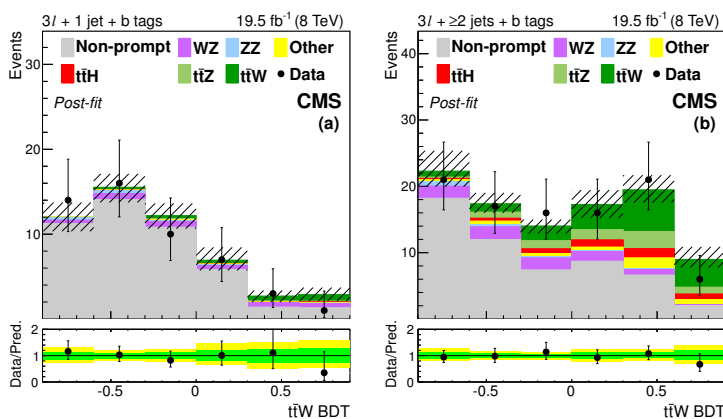 3l + 1 jet + b tags 19.5 fb⁻¹ (8 TeV)
Events
Non-prompt WZ ZZ Other
tt̄H tt̄Z tt̄W Data
Post-fit CMS
(a)
30
20
10
Data/Pred.
2
1
0
-0.5 0 0.5
tt̄W BDT
3l + ≥2 jets + b tags 19.5 fb⁻¹ (8 TeV)
Events
Non-prompt WZ ZZ Other
tt̄H tt̄Z tt̄W Data
Post-fit CMS
(b)
40
30
20
10
Data/Pred.
2
1
0
-0.5 0 0.5
tt̄W BDT